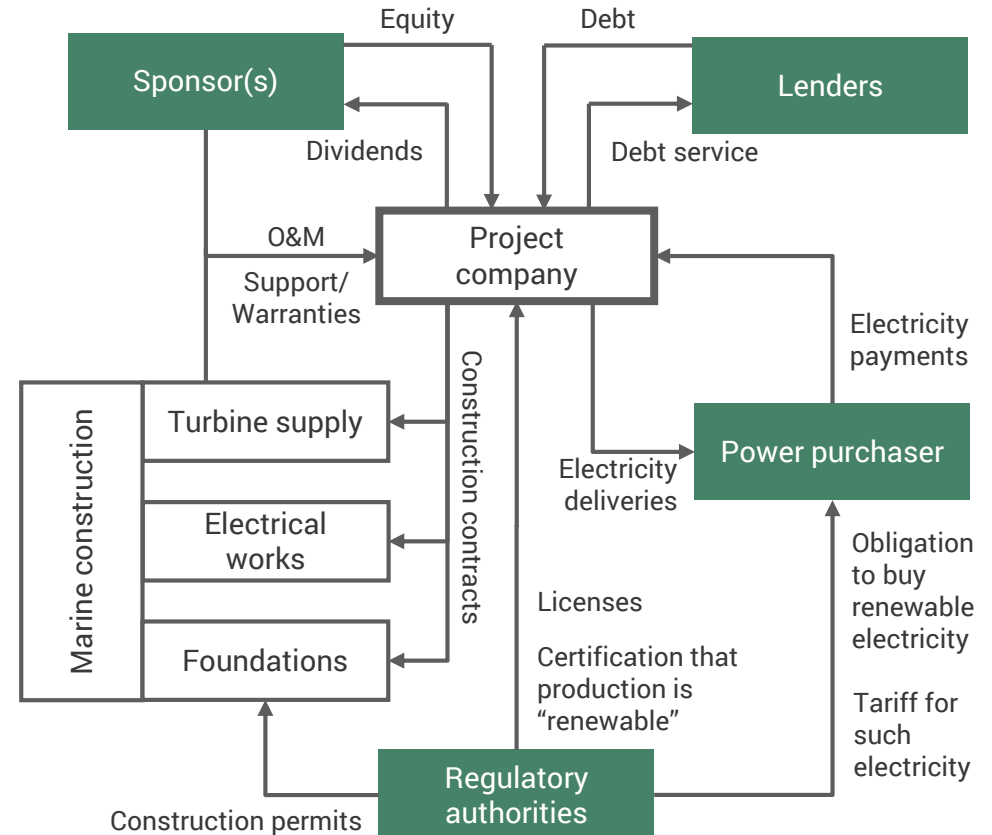 Equity
Debt
Sponsor(s)
Lenders
Dividends
Debt service
O&M
Project
company
Support/
Warranties
Electricity
payments
Construction contracts
Marine construction
Turbine supply
Power purchaser
Electricity
deliveries
Electrical
works
Obligation
to buy
renewable
electricity
Licenses
Foundations
Certification that
production is
“renewable”
Tariff for
such
electricity
Regulatory
authorities
Construction permits